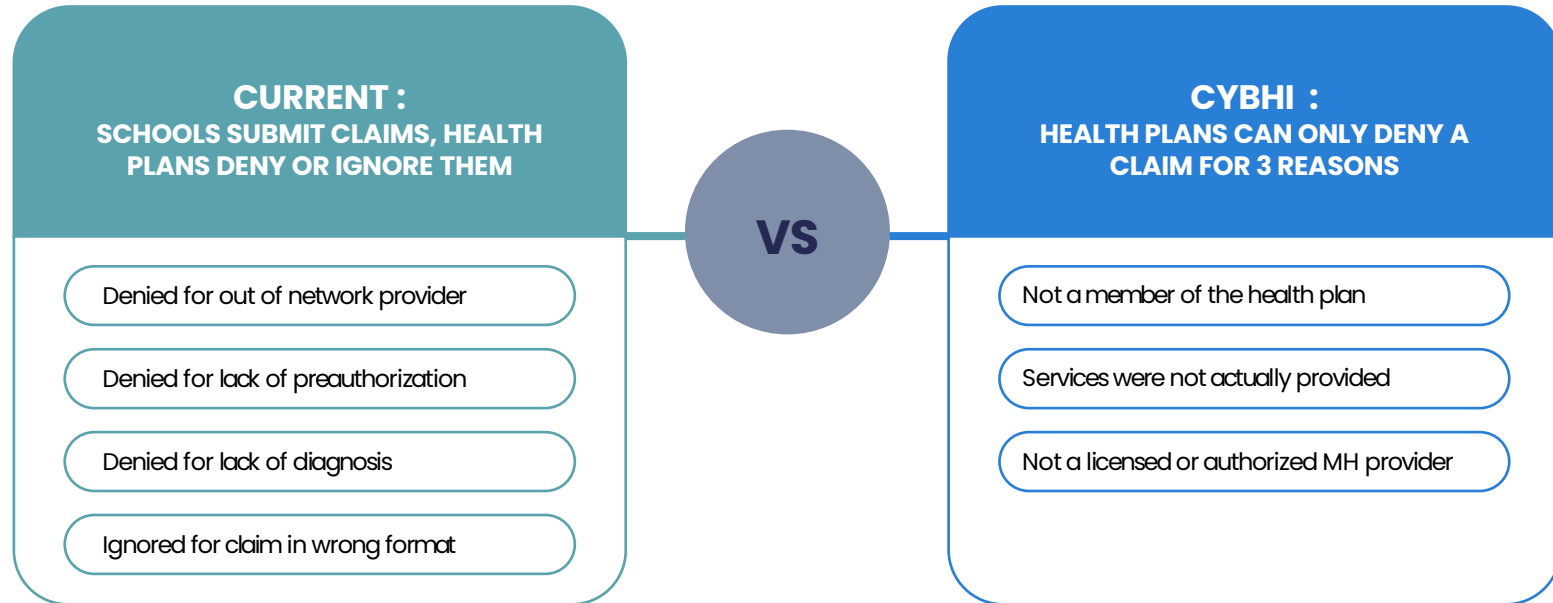 CURRENT :
SCHOOLS SUBMIT CLAIMS, HEALTH
PLANS DENY OR IGNORE THEM
Denied for out of network provider
Denied for lack of preauthorization
Denied for lack of diagnosis
Ignored for claim in wrong format
VS
CYBHI :
HEALTH PLANS CAN ONLY DENY A
CLAIM FOR 3 REASONS
Not a member of the health plan
Services were not actually provided
Not a licensed or authorized MH provider